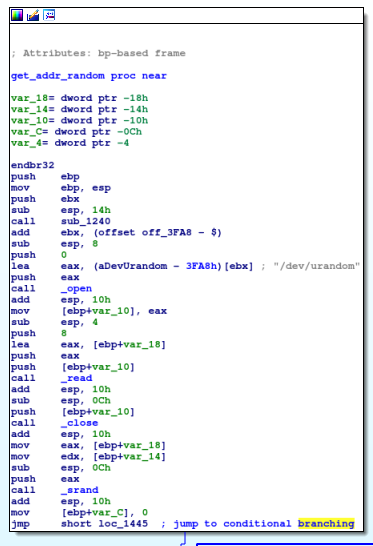 ; Attributes: bp-based frame
get_addr_random proc near
var_18= dword ptr -18h
var_14= dword ptr -14h
var_10= dword ptr -10h
var_C= dword ptr -0Ch
var_4= dword ptr -4
endbr32
push ebp
mov ebp, esp
push ebx
sub esp, 14h
call sub_1240
add ebx, (offset off_3FA8 - $)
sub esp, 8
push 0
lea eax, (aDevUrandom - 3FA8h)[ebx] ; "/dev/urandom"
push eax
call _open
add esp, 10h
mov [ebp+var_10], eax
sub esp, 4
push 8
lea eax, [ebp+var_18]
push eax
push [ebp+var_10]
call _read
add esp, 10h
sub esp, 0Ch
push [ebp+var_10]
call _close
add esp, 10h
mov eax, [ebp+var_18]
mov edx, [ebp+var_14]
sub esp, 0Ch
push eax
call _srand
add esp, 10h
mov [ebp+var_C], 0
jmp short loc_1445 ; jump to conditional branching